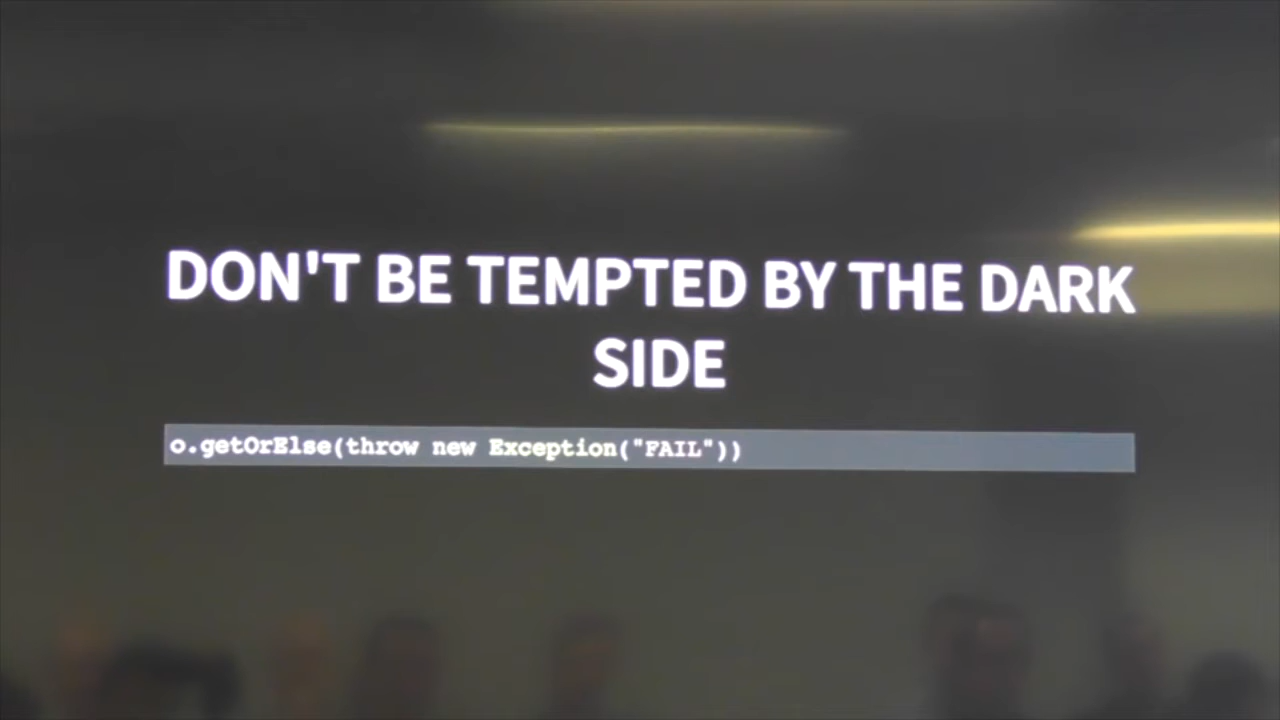 DON'T BE TEMPTED BY THE DARK
SIDE
o.getOrElse(throw new Exception("FAIL"))